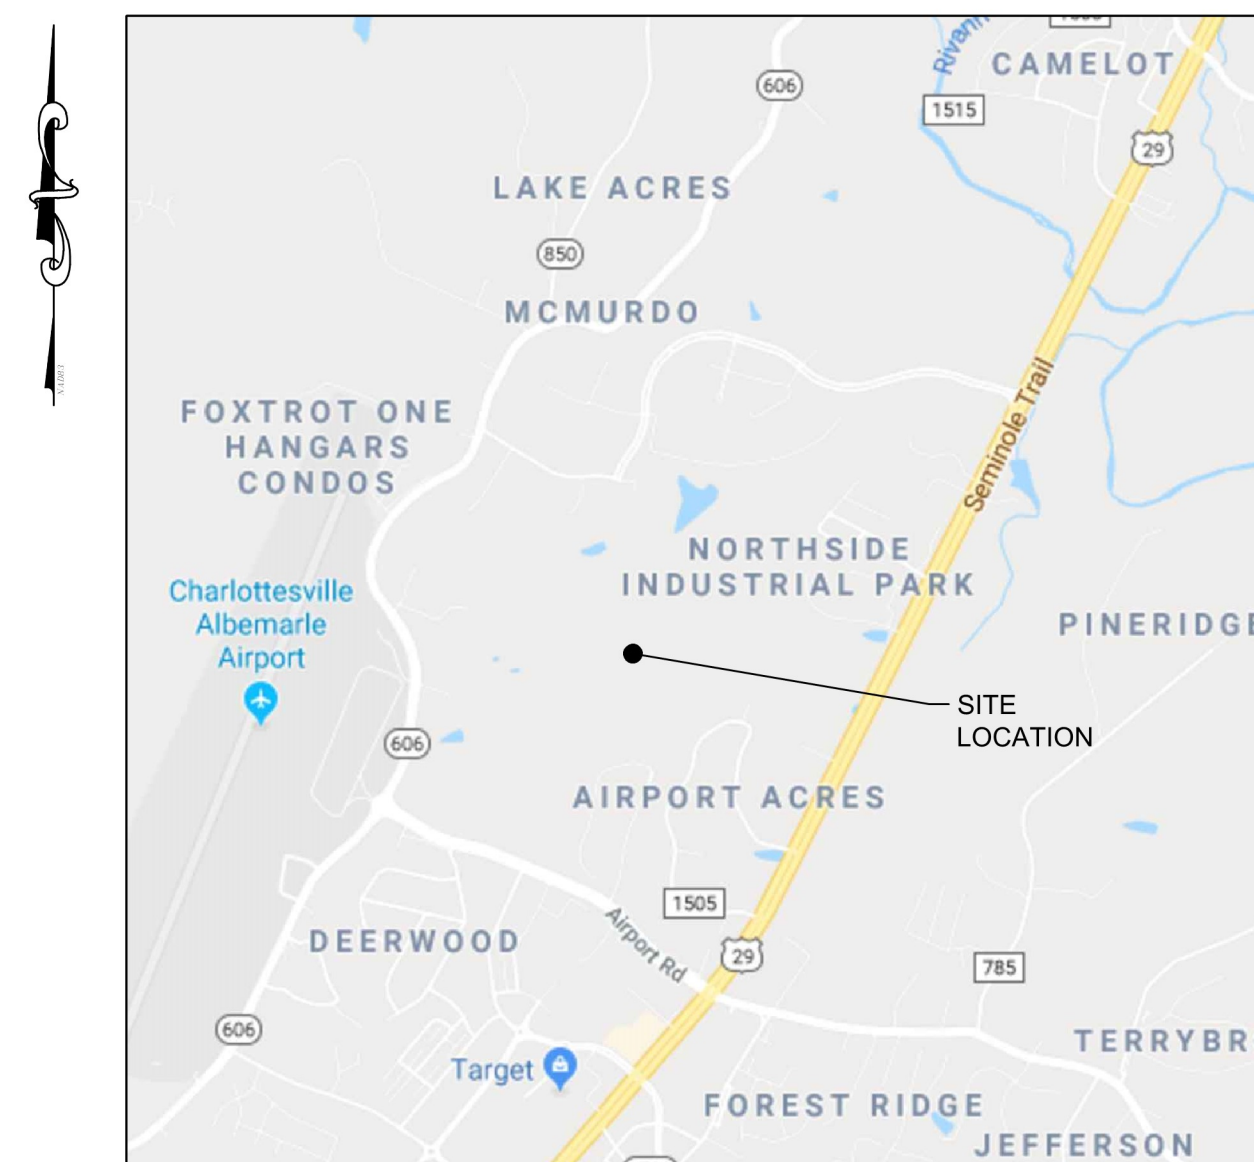 Rivann
CAMELOT
606
1515
29
LAKE ACRES
850
MCMURDO
NAD83
Seminole Trail
FOXTROT ONE
HANGARS
CONDOS
NORTHSIDE
INDUSTRIAL PARK
Charlottesville
Albemarle
Airport
PINERIDGE
SITE
LOCATION
606
AIRPORT ACRES
1505
Airport Rd
DEERWOOD
29
785
606
TERRYBR
Target
FOREST RIDGE
JEFFERSON